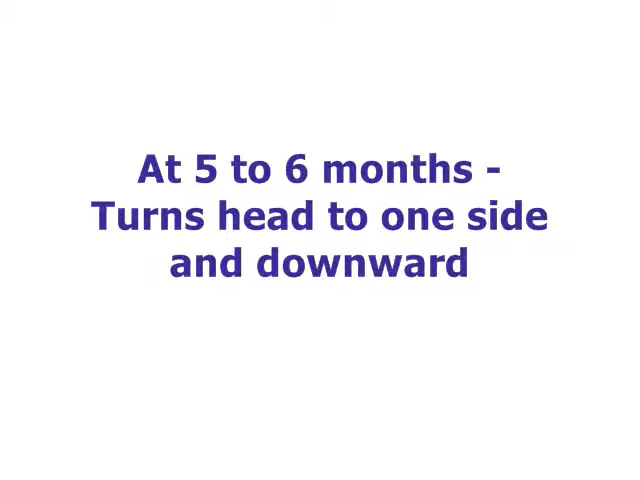 At 5 to 6 months -
Turns head to one side
and downward